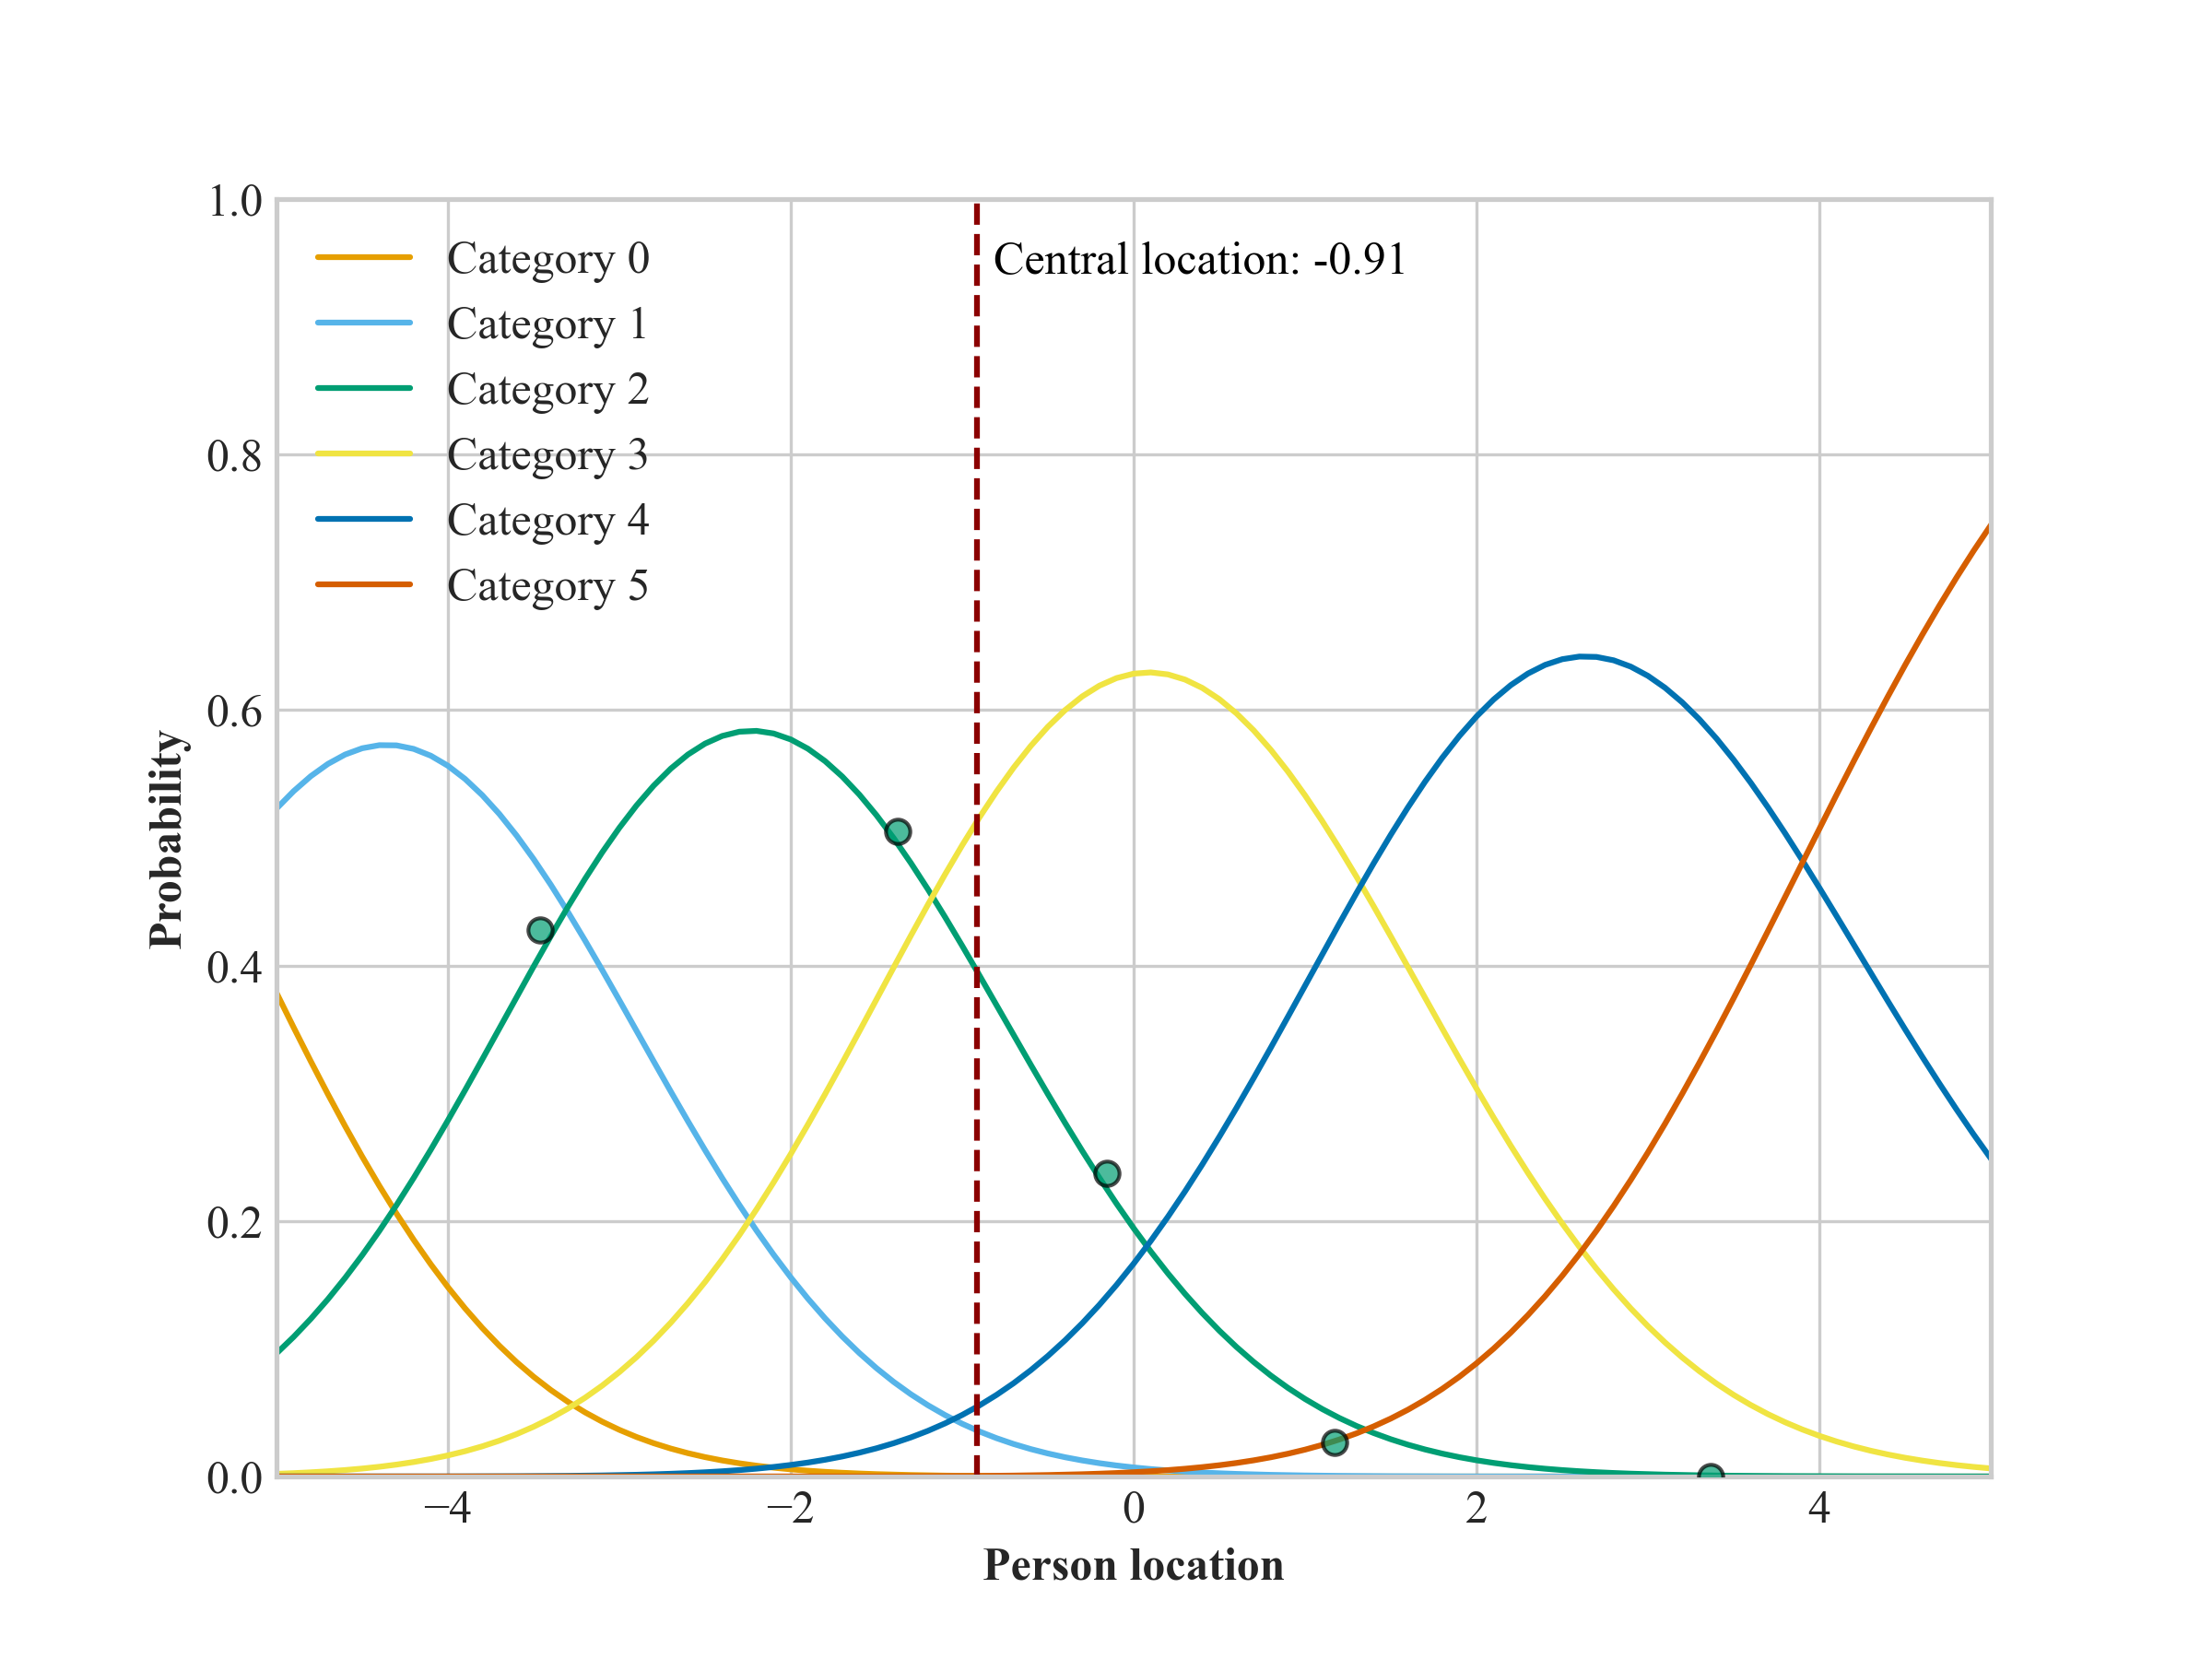 Central location: -0.91
Category 0
Category 1
Category 2
Category 3
Category 4
Category 5
1.0
0.8
0.6
0.4
0.2
0.0
Probability
−4
−2
0
2
4
Person location